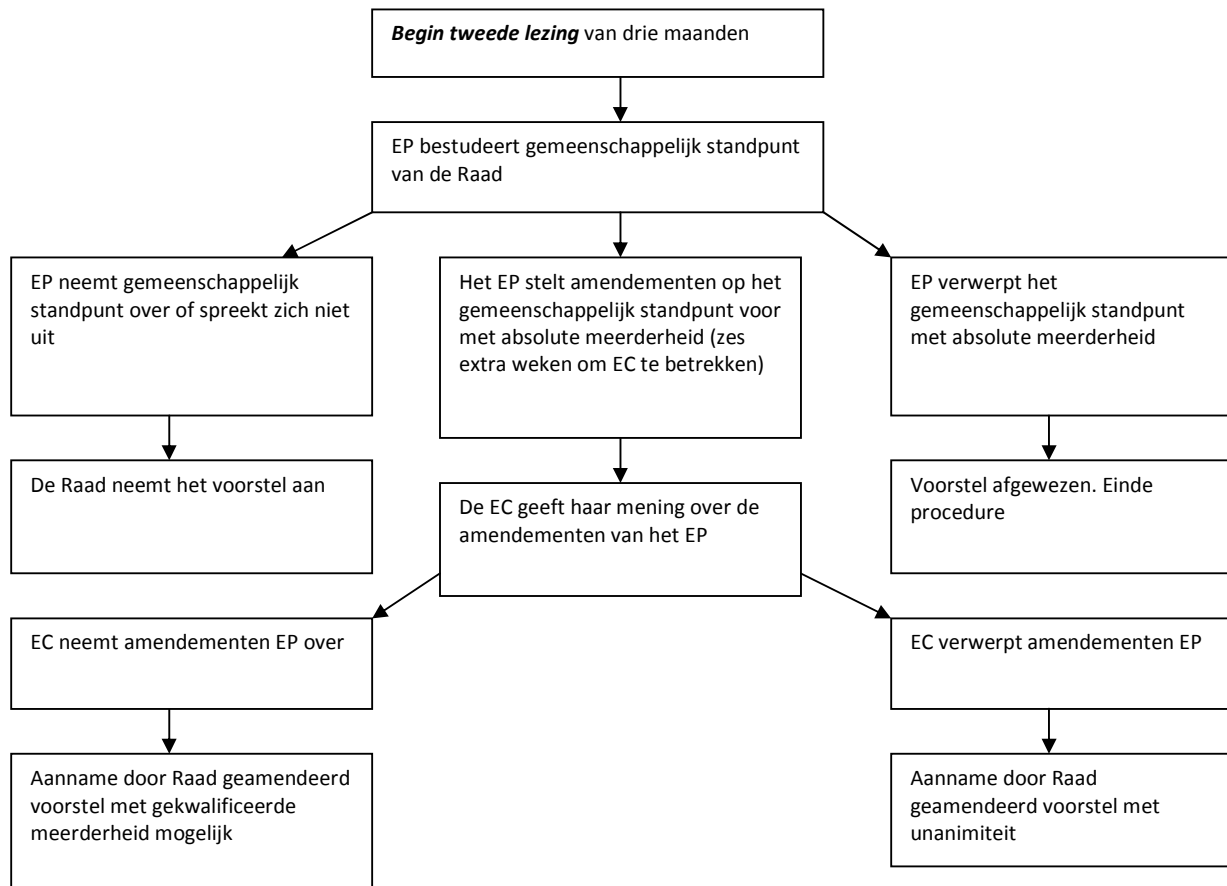 Begin tweede lezing van drie maanden
EP bestudeert gemeenschappelijk standpunt
van de Raad
EP neemt gemeenschappelijk
standpunt over of spreekt zich niet
uit
Het EP stelt amendementen op het
gemeenschappelijk standpunt voor
met absolute meerderheid (zes
extra weken om EC te betrekken)
EP verwerpt het
gemeenschappelijk standpunt
met absolute meerderheid
De Raad neemt het voorstel aan
De EC geeft haar mening over de
amendementen van het EP
Voorstel afgewezen. Einde
procedure
EC neemt amendementen EP over
EC verwerpt amendementen EP
Aanname door Raad geamendeerd
voorstel met gekwalificeerde
meerderheid mogelijk
Aanname door Raad
geamendeerd voorstel met
unanimiteit